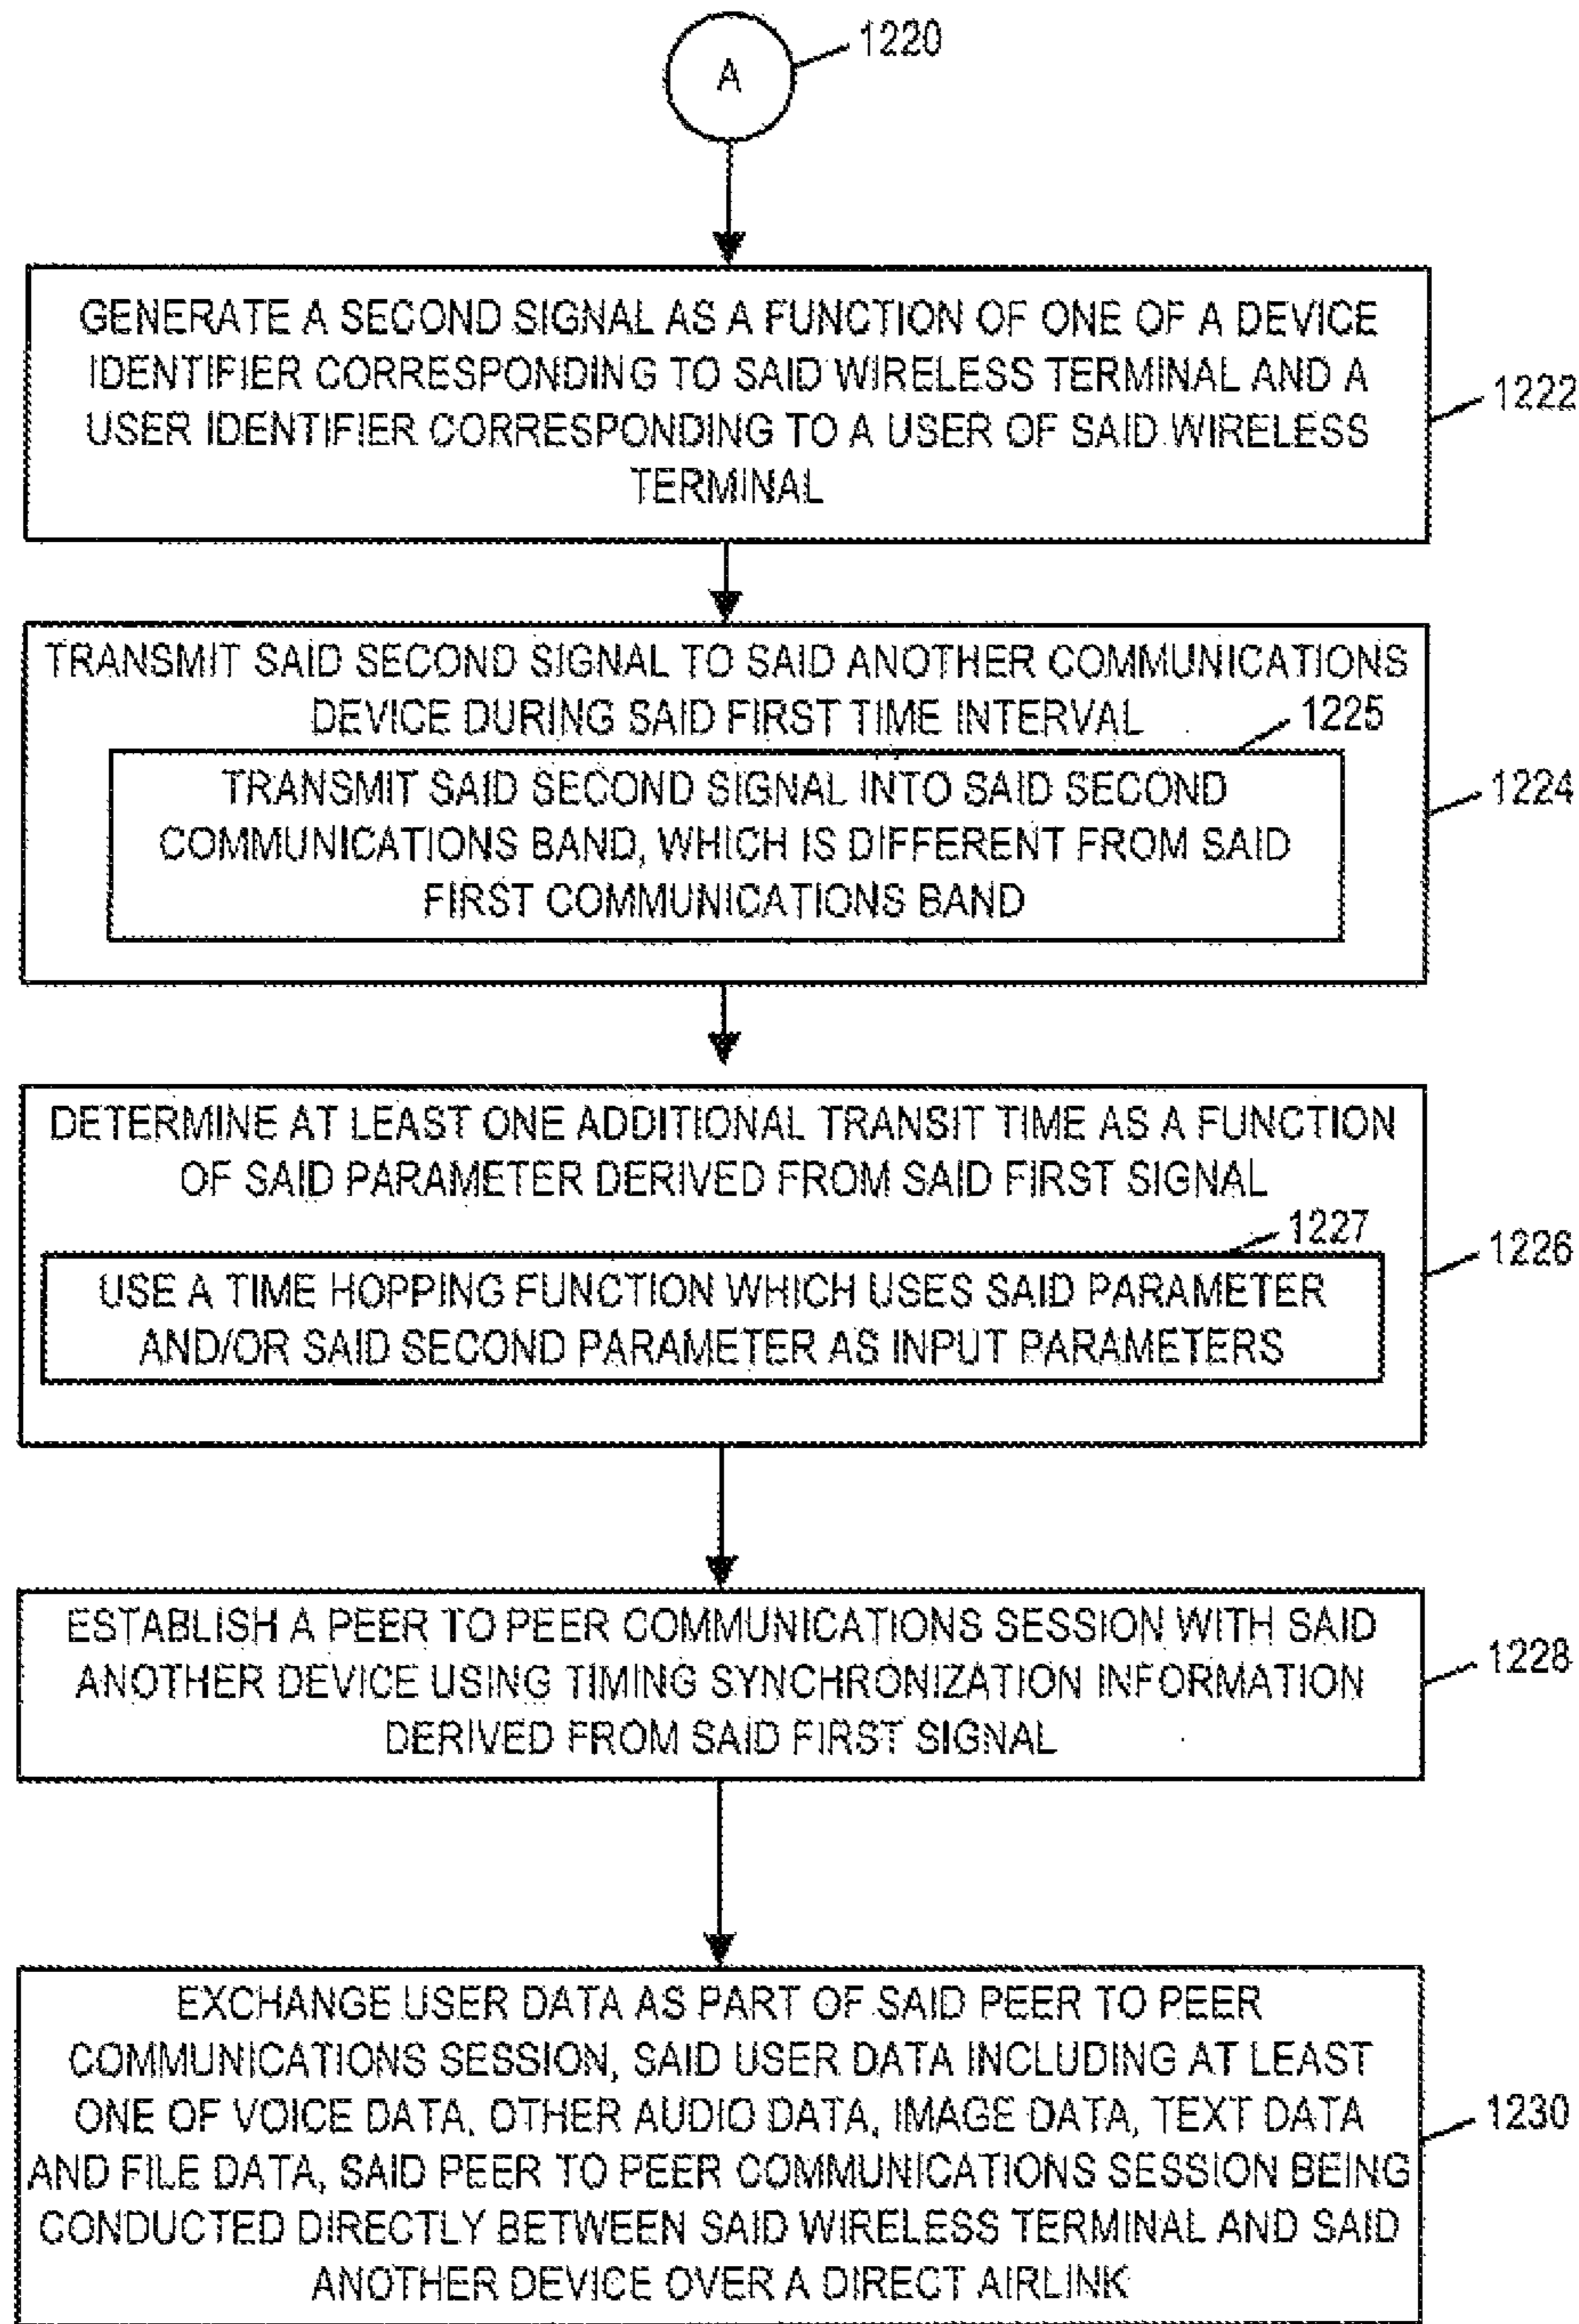 A
1220
GENERATE A SECOND SIGNAL AS A FUNCTION OF ONE OF A DEVICE
IDENTIFIER CORRESPONDING TO SAID WIRELESS TERMINAL AND A
USER IDENTIFIER CORRESPONDING TO A USER OF SAID WIRELESS
TERMINAL
1222
TRANSMIT SAID SECOND SIGNAL TO SAID ANOTHER COMMUNICATIONS
DEVICE DURING SAID FIRST TIME INTERVAL
1225
TRANSMIT SAID SECOND SIGNAL INTO SAID SECOND
COMMUNICATIONS BAND, WHICH IS DIFFERENT FROM SAID
FIRST COMMUNICATIONS BAND
1224
DETERMINE AT LEAST ONE ADDITIONAL TRANSIT TIME AS A FUNCTION
OF SAID PARAMETER DERIVED FROM SAID FIRST SIGNAL
1227
USE A TIME HOPPING FUNCTION WHICH USES SAID PARAMETER
AND/OR SAID SECOND PARAMETER AS INPUT PARAMETERS
1226
ESTABLISH A PEER TO PEER COMMUNICATIONS SESSION WITH SAID
ANOTHER DEVICE USING TIMING SYNCHRONIZATION INFORMATION
DERIVED FROM SAID FIRST SIGNAL
1228
EXCHANGE USER DATA AS PART OF SAID PEER TO PEER
COMMUNICATIONS SESSION, SAID USER DATA INCLUDING AT LEAST
ONE OF VOICE DATA, OTHER AUDIO DATA, IMAGE DATA, TEXT DATA
AND FILE DATA, SAID PEER TO PEER COMMUNICATIONS SESSION BEING
CONDUCTED DIRECTLY BETWEEN SAID WIRELESS TERMINAL AND SAID
ANOTHER DEVICE OVER A DIRECT AIRLINK
1230